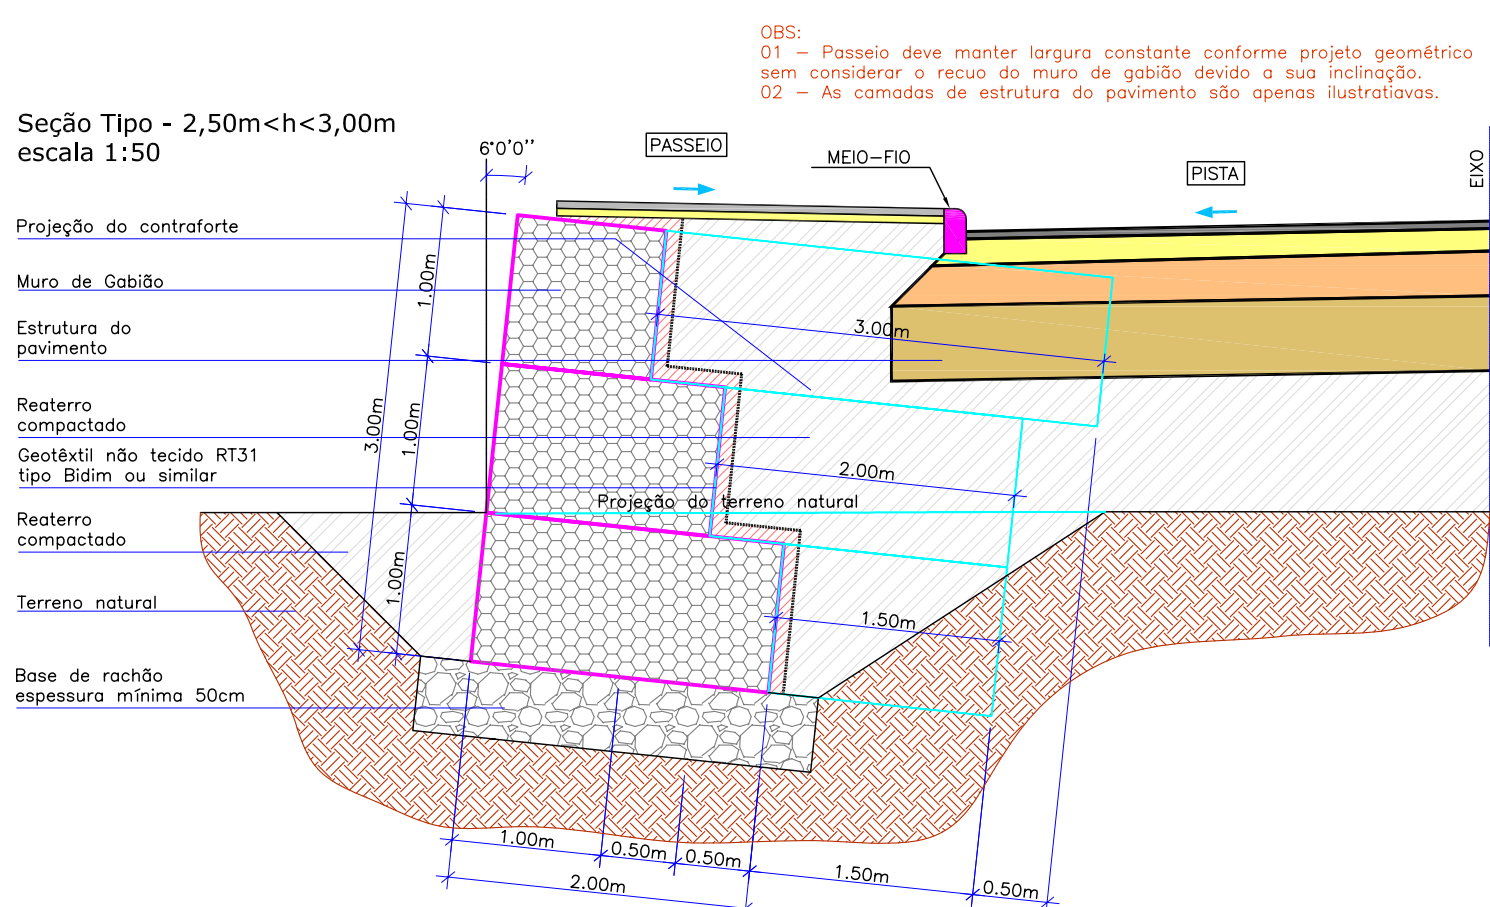 OBS:
01 – Passeio deve manter largura constante conforme projeto geométrico
sem considerar o recuo do muro de gabião devido a sua inclinação.
02 – As camadas de estrutura do pavimento são apenas ilustratiavas.
Seção Tipo - 2,50m<h<3,00m
escala 1:50
6°0'0''
PASSEIO
MEIO–FIO
PISTA
EIXO
Projeção do contraforte
Muro de Gabião
Estrutura do
pavimento
Reaterro
compactado
Geotêxtil não tecido RT31
tipo Bidim ou similar
Reaterro
compactado
Terreno natural
Base de rachão
espessura mínima 50cm
1.00m
3.00m
1.00m
1.00m
3.00m
2.00m
Projeção do terreno natural
1.50m
1.00m
0.50m
0.50m
1.50m
0.50m
2.00m